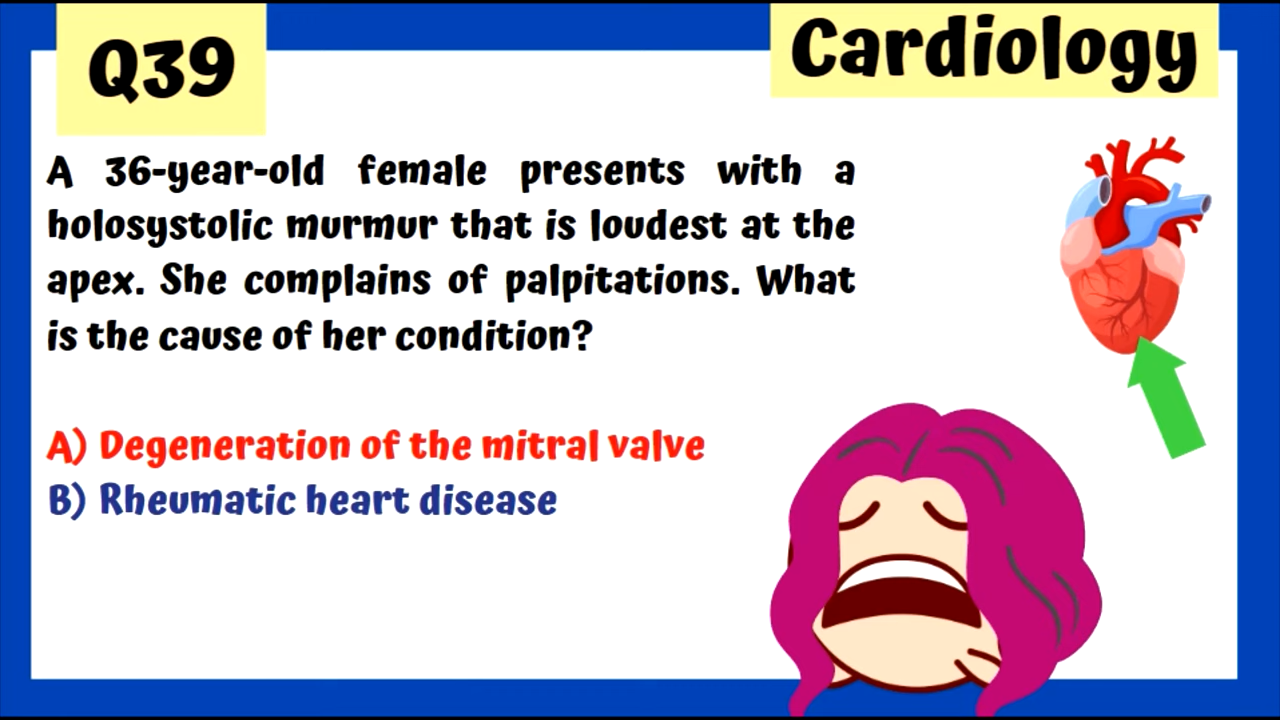 Q39
Cardiology
A 36-year-old female presents with a
holosystolic murmur that is loudest at the
apex. She complains of palpitations. What
is the cause of her condition?
A) Degeneration of the mitral valve
B) Rheumatic heart disease